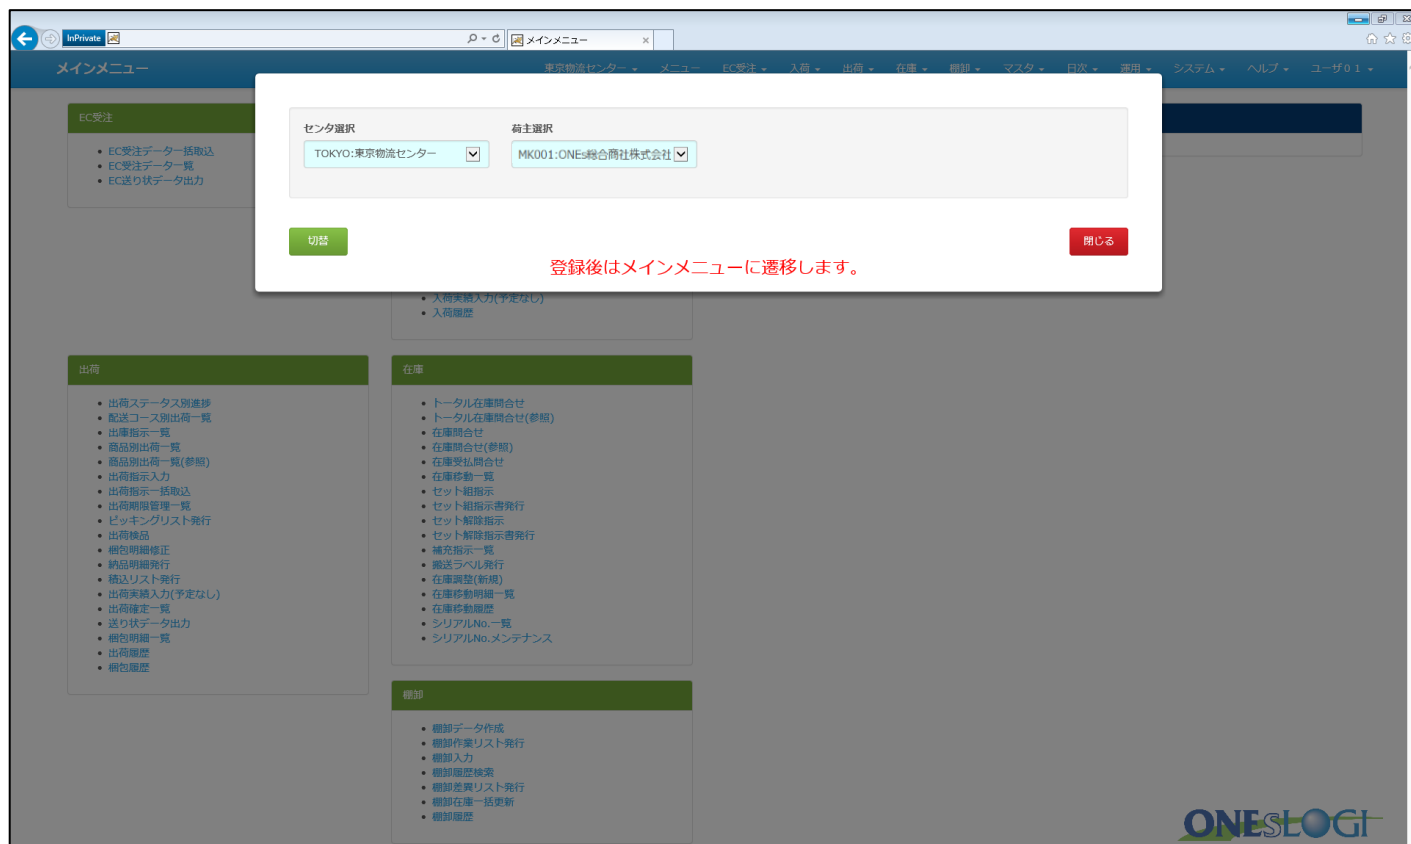 InPrivate
メインメニュー
メインメニュー 東京物流センター メニュー EC受注 入荷 出荷 在庫 棚卸 マスタ 日次 運用 システム ヘルプ ユーザ01
センタ選択 荷主選択
TOKYO:東京物流センター MK001:ONEs総合商社株式会社
切替 閉じる
登録後はメインメニューに遷移します。
EC受注
EC受注データ一括取込
EC受注データ一覧
EC送り状データ出力
入荷実績入力(予定なし)
入荷履歴
出荷
出荷ステータス別進捗
配送コース別出荷一覧
出庫指示一覧
商品別出荷一覧
商品別出荷一覧(参照)
出荷指示入力
出荷指示一括取込
出荷期限管理一覧
ピッキングリスト発行
出荷検品
梱包明細修正
納品明細発行
積込リスト発行
出荷実績入力(予定なし)
出荷確定一覧
送り状データ出力
梱包明細一覧
出荷履歴
梱包履歴
在庫
トータル在庫問合せ
トータル在庫問合せ(参照)
在庫問合せ
在庫問合せ(参照)
在庫受払問合せ
在庫移動一覧
セット組指示
セット組指示書発行
セット解除指示
セット解除指示書発行
補充指示一覧
搬送ラベル発行
在庫調整(新規)
在庫移動明細一覧
在庫移動履歴
シリアルNo.一覧
シリアルNo.メンテナンス
棚卸
棚卸データ作成
棚卸作業リスト発行
棚卸入力
棚卸履歴検索
棚卸差異リスト発行
棚卸在庫一括更新
棚卸履歴
ONEsLOGI